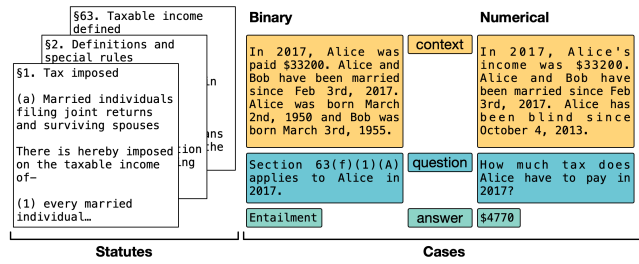 §63. Taxable income
defined
§2. Definitions and
special rules
in
§1. Tax imposed
(a) Married individuals
filing joint returns
and surviving spouses
ans
There is hereby imposed
tion
the
on the taxable income
ing
of—
(1) every married
individual…
Statutes
Binary
Numerical
In 2017, Alice was
paid $33200. Alice and
Bob have been married
since Feb 3rd, 2017.
Alice was born March
2nd, 1950 and Bob was
born March 3rd, 1955.
context
In 2017, Alice's
income was $33200.
Alice and Bob have
been married since Feb
3rd, 2017. Alice has
been blind since
October 4, 2013.
Section 63(f)(1)(A)
applies to Alice in
2017.
question
How much tax does
Alice have to pay in
2017?
Entailment
answer
$4770
Cases